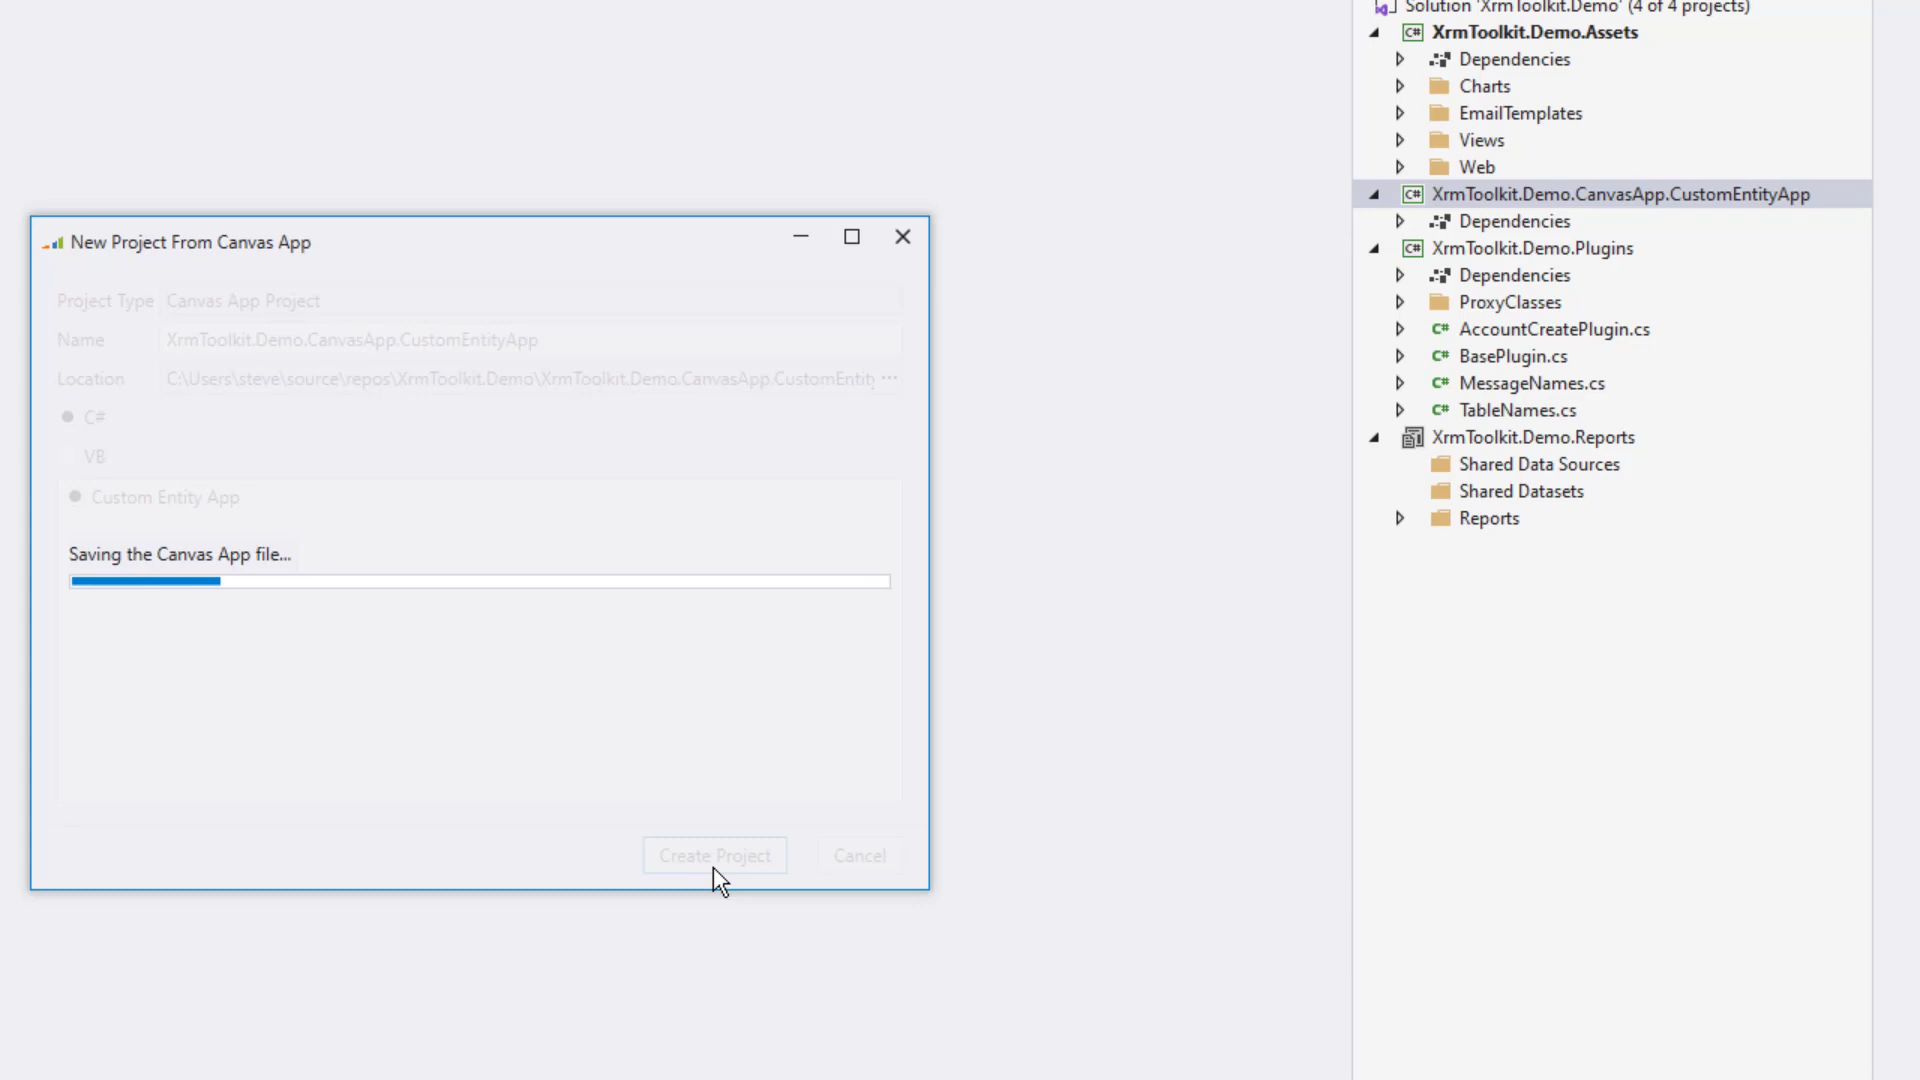 Solution 'XrmToolkit.Demo' (4 of 4 projects)
C# XrmToolkit.Demo.Assets
Dependencies
Charts
EmailTemplates
Views
Web
C# XrmToolkit.Demo.CanvasApp.CustomEntityApp
Dependencies
C# XrmToolkit.Demo.Plugins
Dependencies
ProxyClasses
C# AccountCreatePlugin.cs
C# BasePlugin.cs
C# MessageNames.cs
C# TableNames.cs
XrmToolkit.Demo.Reports
Shared Data Sources
Shared Datasets
Reports
New Project From Canvas App
Project Type Canvas App Project
Name XrmToolkit.Demo.CanvasApp.CustomEntityApp
Location C:\Users\steve\source\repos\XrmToolkit.Demo\XrmToolkit.Demo.CanvasApp.CustomEntity ...
C#
VB
Custom Entity App
Saving the Canvas App file...
Create Project Cancel